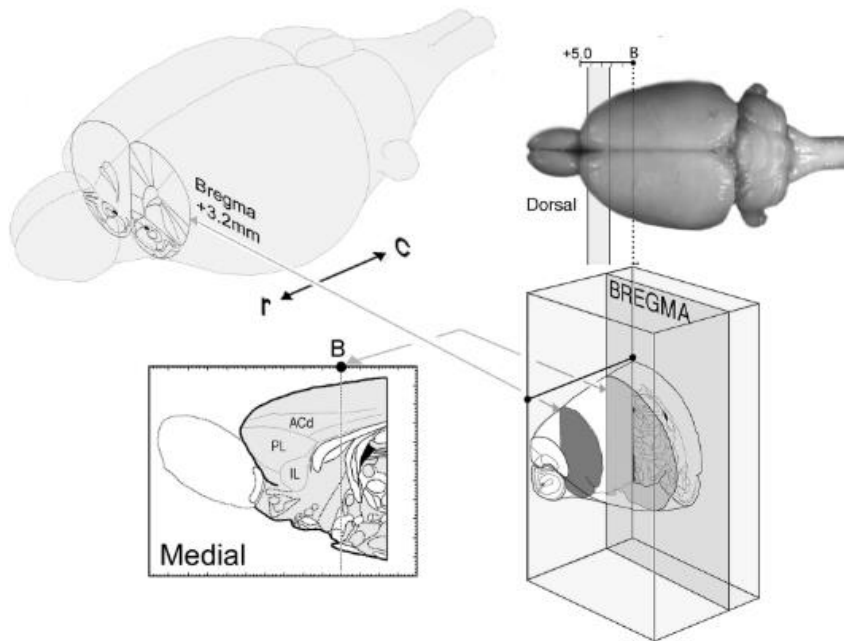 +5.0 B
Bregma
+3.2mm
Dorsal
c
r
BREGMA
B
ACd
PL
IL
Medial